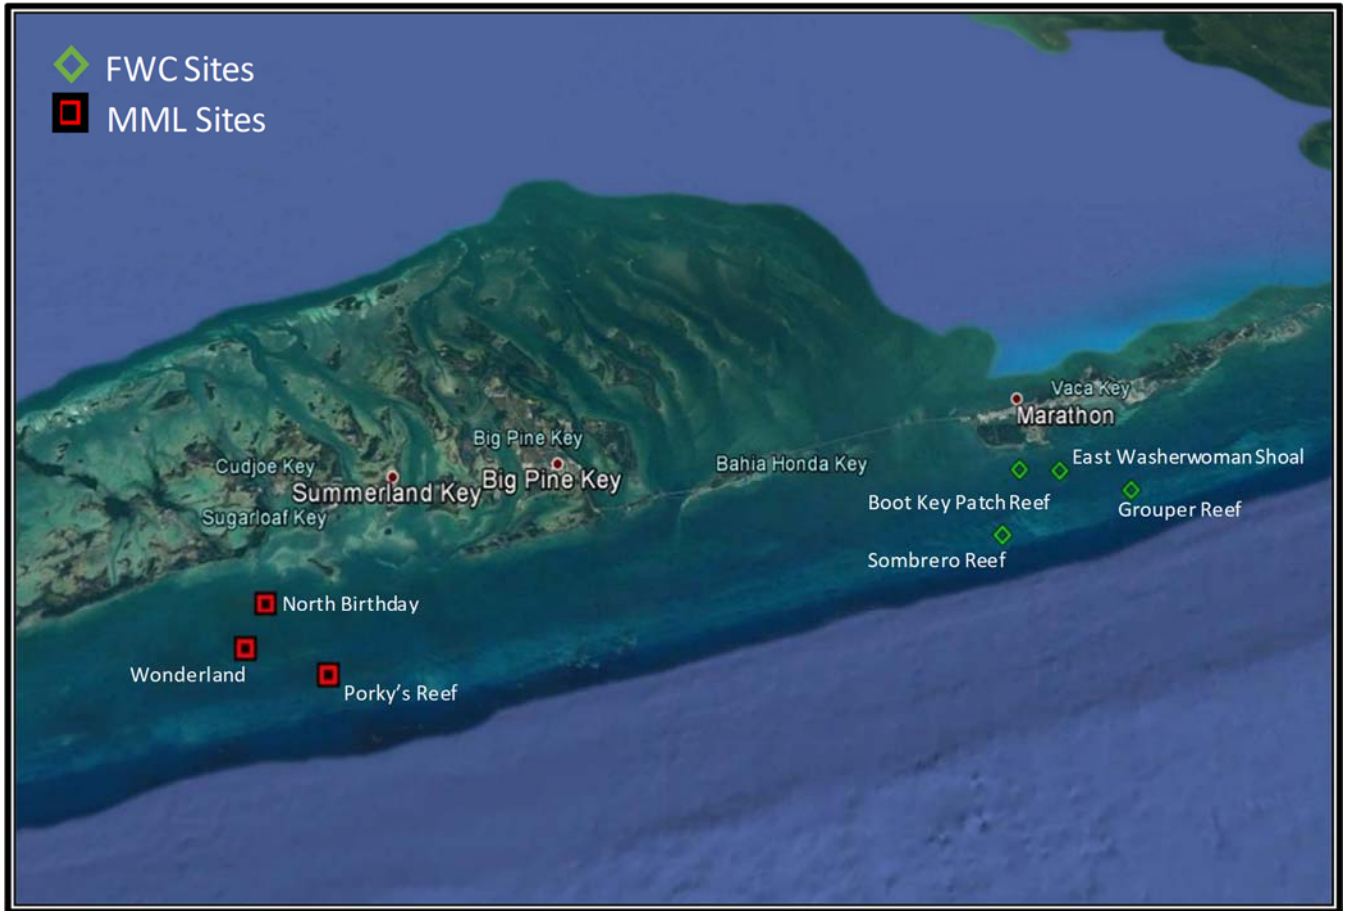 FWC Sites
MML Sites
Vaca Key
Marathon
Big Pine Key
East Washerwoman Shoal
Cudjoe Key
Bahia Honda Key
Summerland Key
Big Pine Key
Boot Key Patch Reef
Grouper Reef
Sugarloaf Key
Sombrero Reef
North Birthday
Wonderland
Porky's Reef